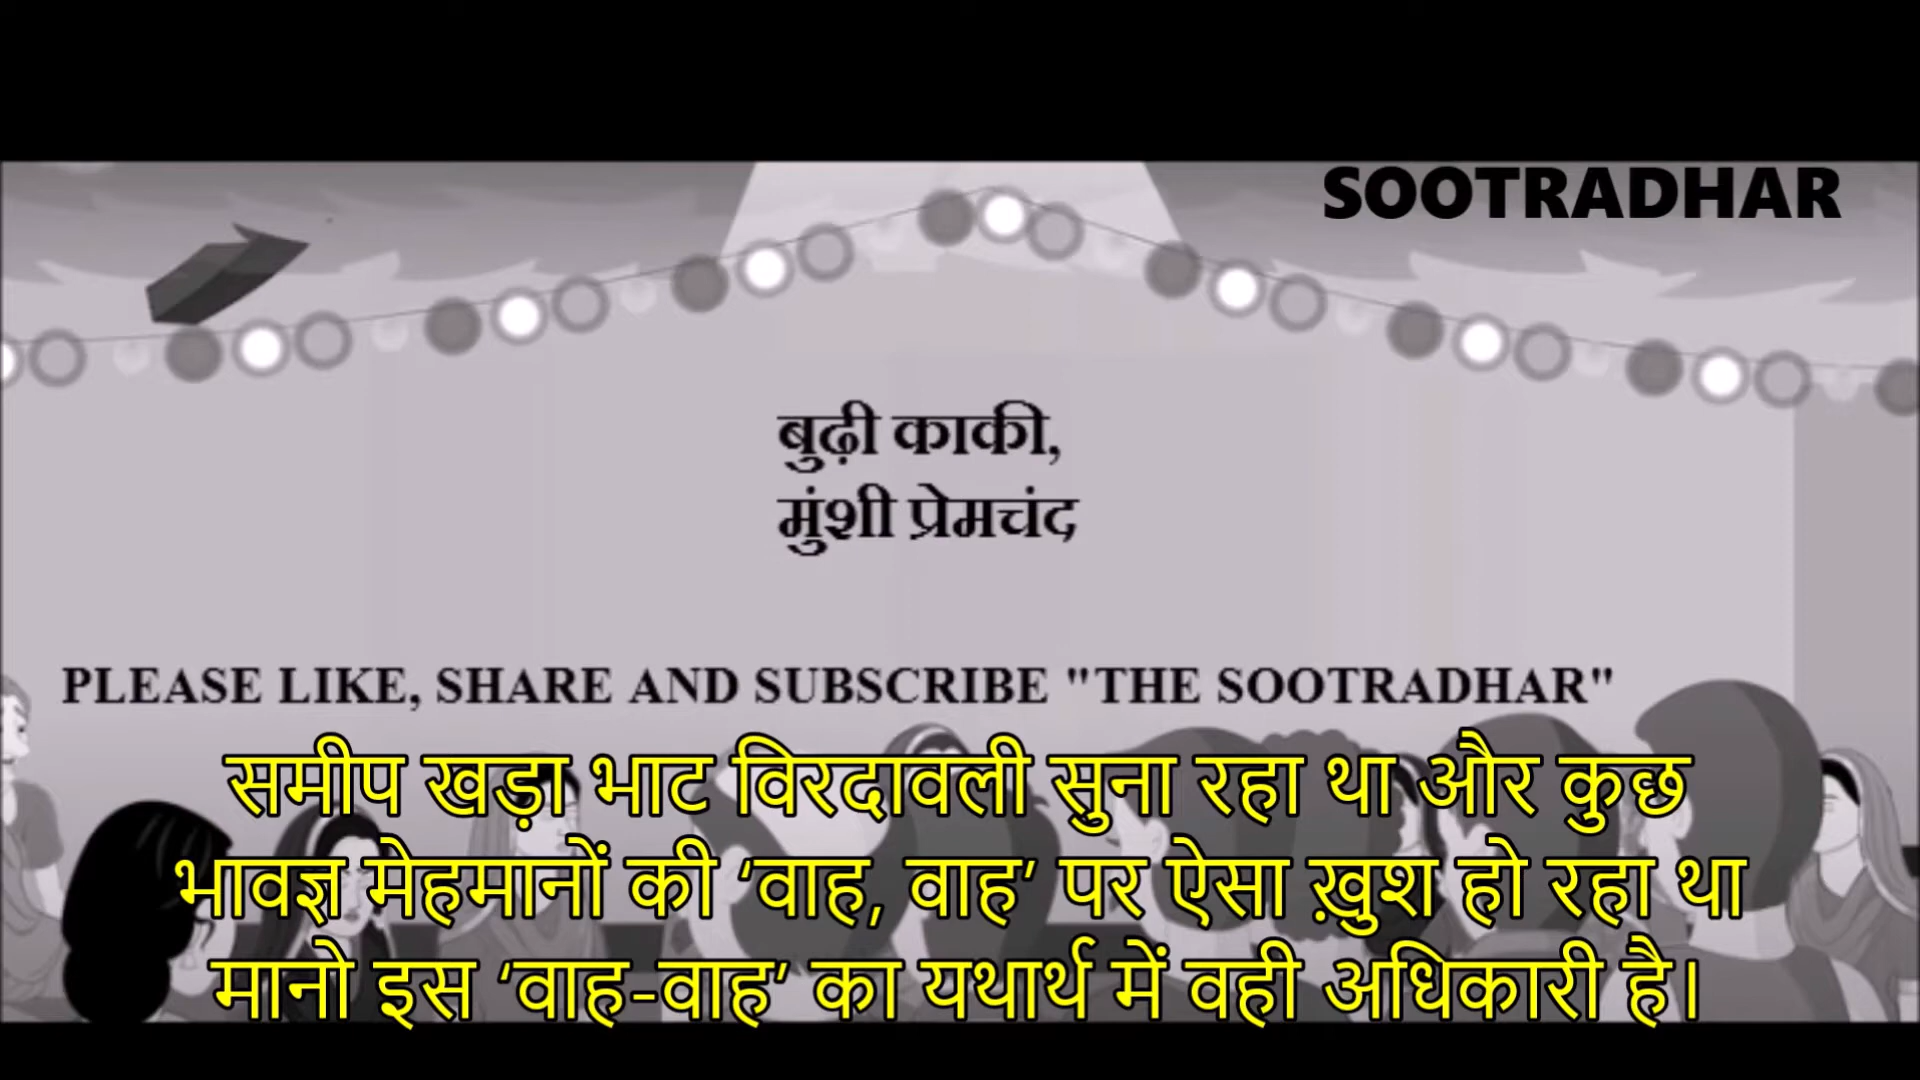 SOOTRADHAR
बुढ़ी काकी,
मुंशी प्रेमचंद
PLEASE LIKE, SHARE AND SUBSCRIBE "THE SOOTRADHAR"
समीप खड़ा भाट विरदावली सुना रहा था और कुछ
भावज्ञ मेहमानों की ‘वाह, वाह’ पर ऐसा ख़ुश हो रहा था
मानो इस ‘वाह-वाह’ का यथार्थ में वही अधिकारी है।